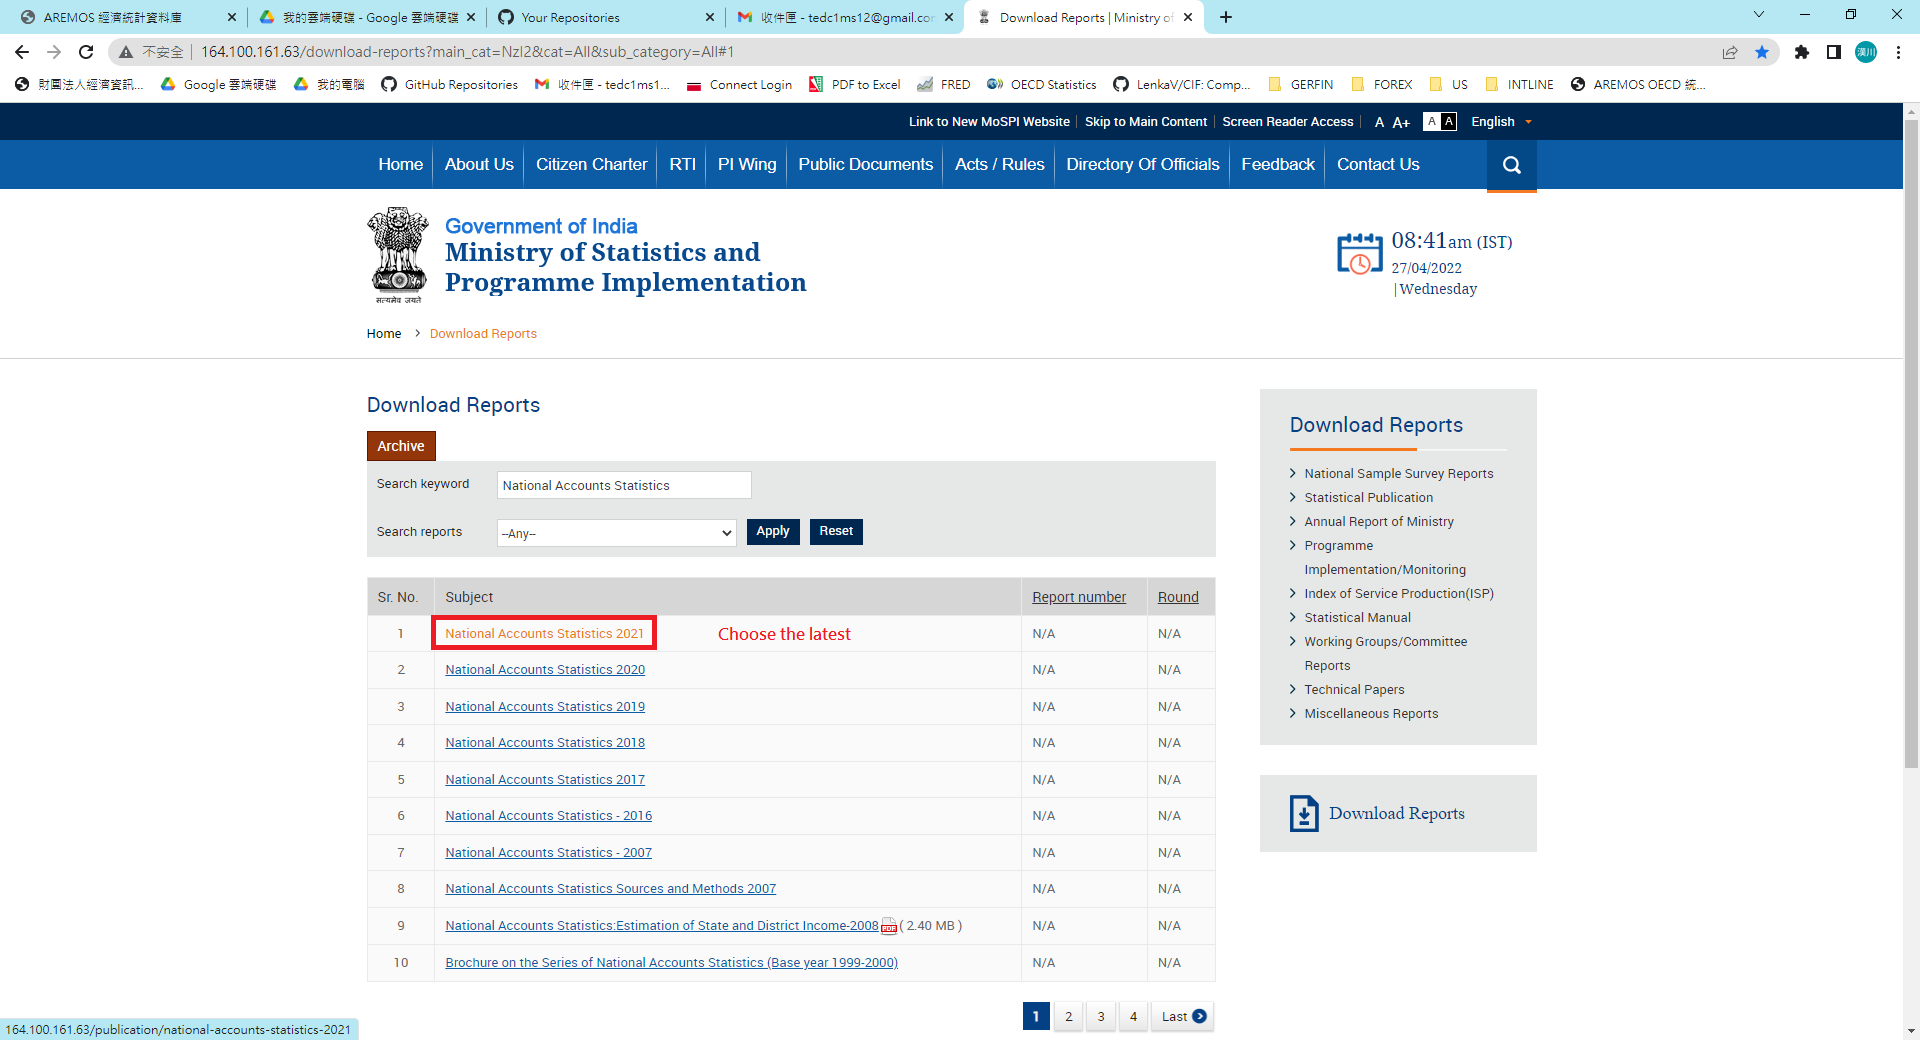 AREMOS 經濟統計資料庫
我的雲端硬碟 - Google 雲端硬碟
Your Repositories
收件匣 - tedc1ms12@gmail.co
Download Reports | Ministry of
不安全 164.100.161.63/download-reports?main_cat=NzI2&cat=All&sub_category=All#1
漢川
財團法人經濟資訊...
Google 雲端硬碟
我的電腦
GitHub Repositories
收件匣 - tedc1ms1...
Connect Login
PDF to Excel
FRED
OECD Statistics
LenkaV/CIF: Comp...
GERFIN
FOREX
US
INTLINE
AREMOS OECD 統...
Link to New MoSPI Website | Skip to Main Content | Screen Reader Access | A A+ A A English
Home About Us Citizen Charter RTI PI Wing Public Documents Acts / Rules Directory Of Officials Feedback Contact Us
सत्यमेव जयते
Government of India
Ministry of Statistics and
Programme Implementation
08:41am (IST)
27/04/2022
|Wednesday
Home > Download Reports
Download Reports
Archive
Search keyword National Accounts Statistics
Search reports --Any-- Apply Reset
Sr. No. Subject Report number Round
1 National Accounts Statistics 2021 Choose the latest N/A N/A
2 National Accounts Statistics 2020 N/A N/A
3 National Accounts Statistics 2019 N/A N/A
4 National Accounts Statistics 2018 N/A N/A
5 National Accounts Statistics 2017 N/A N/A
6 National Accounts Statistics - 2016 N/A N/A
7 National Accounts Statistics - 2007 N/A N/A
8 National Accounts Statistics Sources and Methods 2007 N/A N/A
9 National Accounts Statistics:Estimation of State and District Income-2008 PDF ( 2.40 MB ) N/A N/A
10 Brochure on the Series of National Accounts Statistics (Base year 1999-2000) N/A N/A
1 2 3 4 Last
Download Reports
National Sample Survey Reports
Statistical Publication
Annual Report of Ministry
Programme
Implementation/Monitoring
Index of Service Production(ISP)
Statistical Manual
Working Groups/Committee
Reports
Technical Papers
Miscellaneous Reports
Download Reports
164.100.161.63/publication/national-accounts-statistics-2021